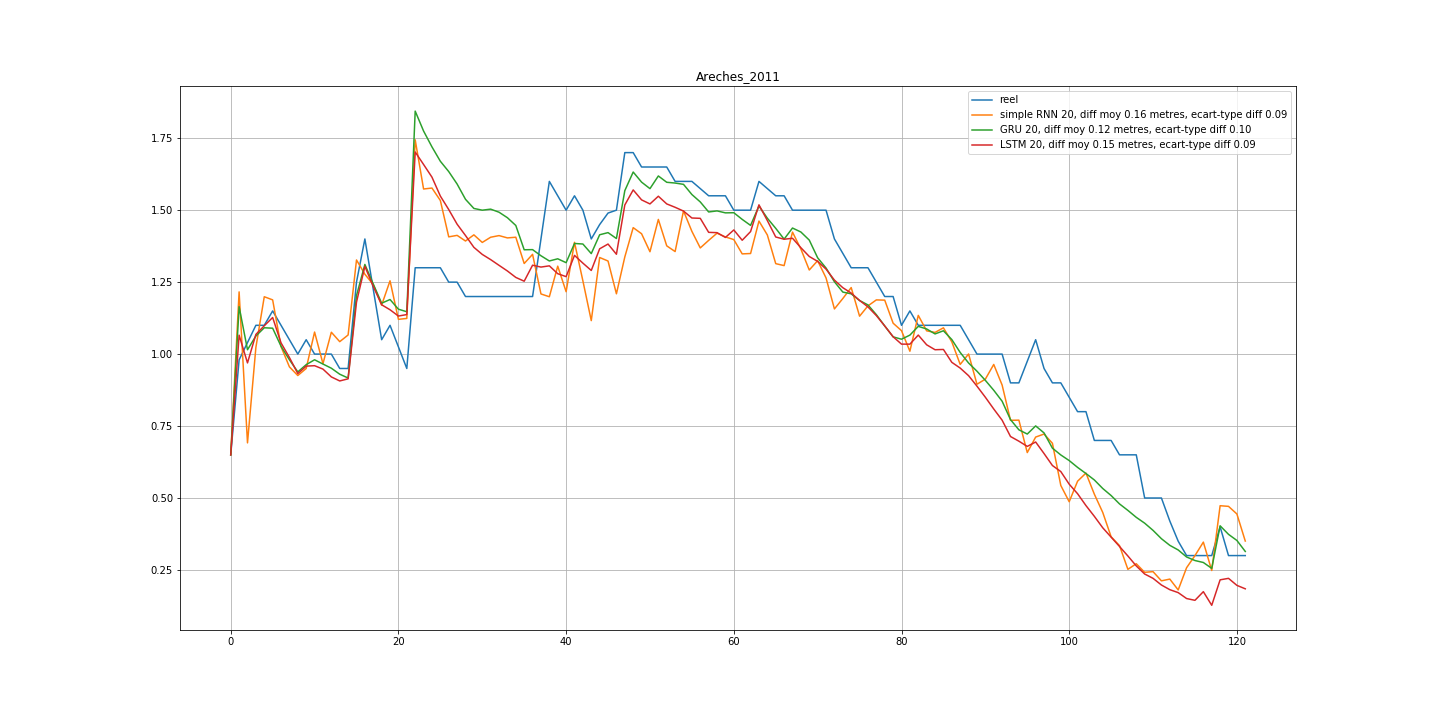 Areches_2011
reel
simple RNN 20, diff moy 0.16 metres, ecart-type diff 0.09
GRU 20, diff moy 0.12 metres, ecart-type diff 0.10
LSTM 20, diff moy 0.15 metres, ecart-type diff 0.09
1.75
1.50
1.25
1.00
0.75
0.50
0.25
0 20 40 60 80 100 120